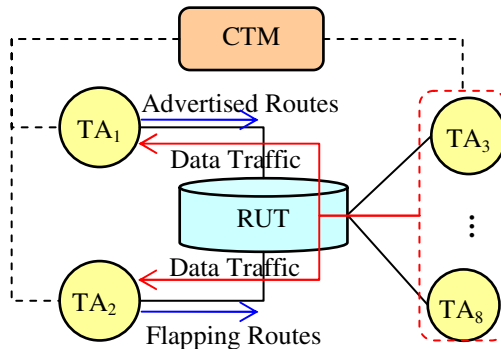 CTM
Advertised Routes
TA₁
TA₃
Data Traffic
RUT
...
Data Traffic
TA₂
TA₈
Flapping Routes